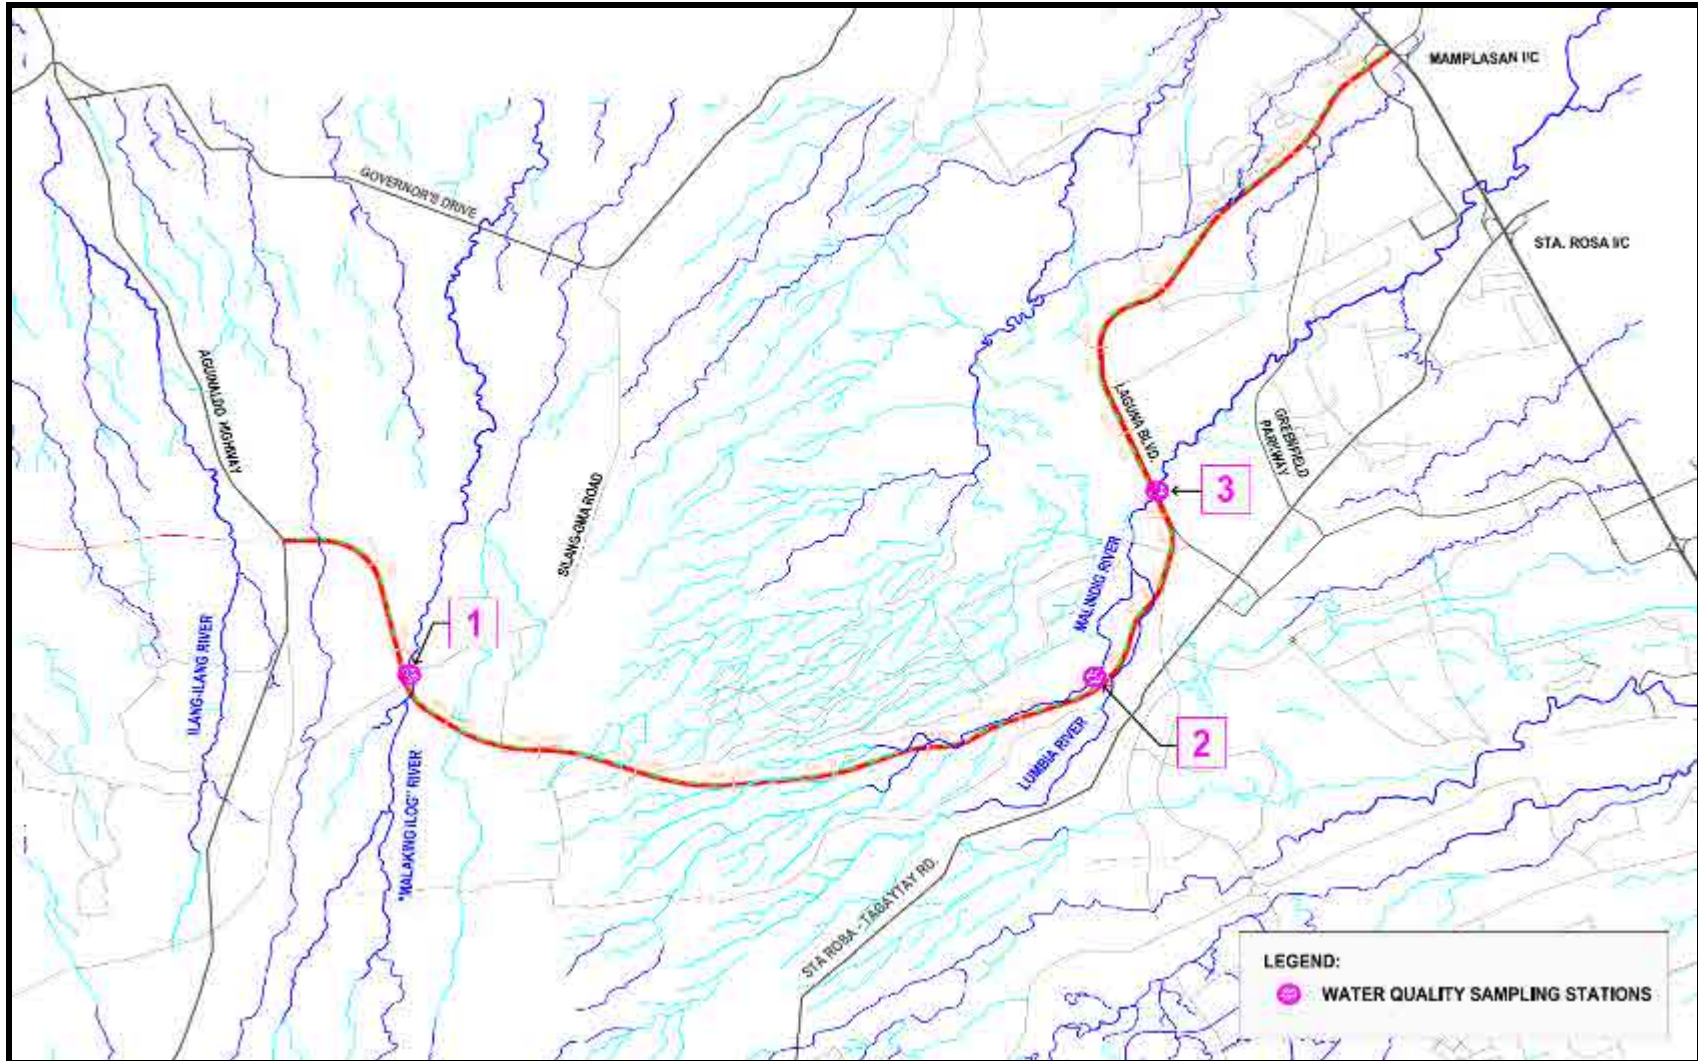 MAMPLASAN I/C
GOVERNOR'S DRIVE
STA. ROSA I/C
AGUINALDO HIGHWAY
LAGUNA BLVD.
GREENFIELD
PARKWAY
3
SILANG-GMA ROAD
MALINDIG RIVER
1
ILANG-ILANG RIVER
2
LUMBIA RIVER
"MALAKING ILOG" RIVER
STA ROSA - TAGAYTAY RD.
LEGEND:
WATER QUALITY SAMPLING STATIONS